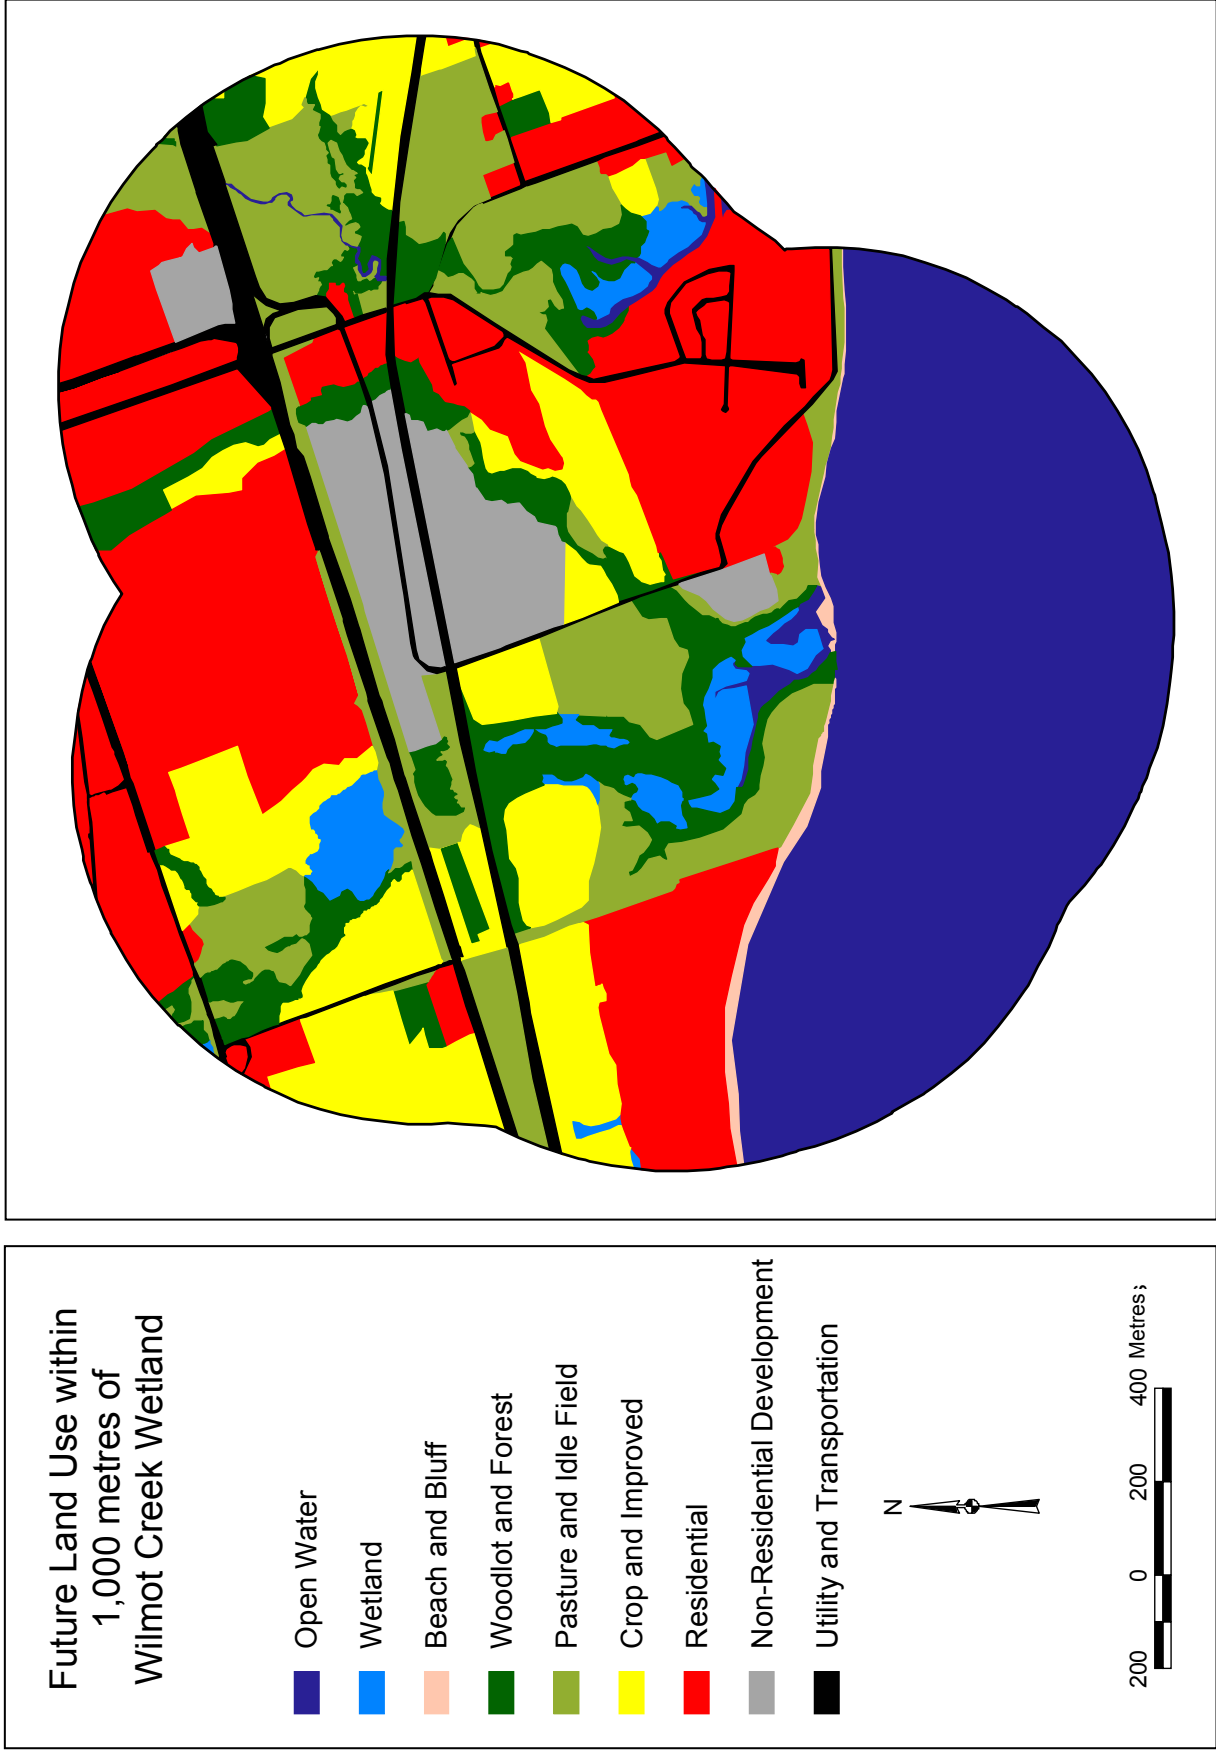 Future Land Use within
1,000 metres of
Wilmot Creek Wetland
Open Water
Wetland
Beach and Bluff
Woodlot and Forest
Pasture and Idle Field
Crop and Improved
Residential
Non-Residential Development
Utility and Transportation
N
200 0 200 400 Metres